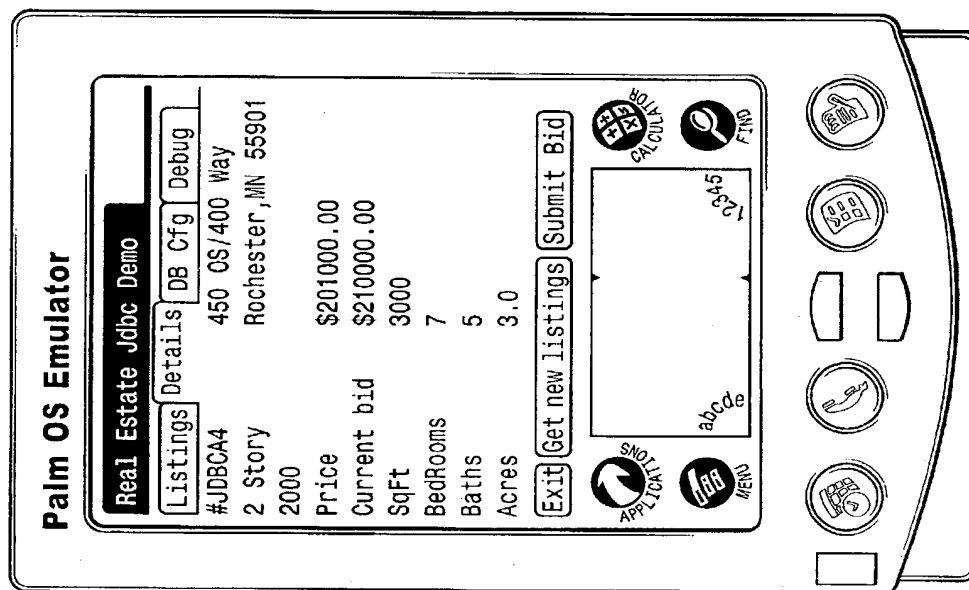 Palm OS Emulator
Real Estate Jdbc Demo
Listings Details DB Cfg Debug
#JDBCA4 450 OS/400 Way
2 Story Rochester,MN 55901
2000
Price $201000.00
Current bid $210000.00
SqFt 3000
BedRooms 7
Baths 5
Acres 3.0
Exit Get new listings Submit Bid
APPLICATIONS CALCULATOR
abcde 12345
MENU FIND